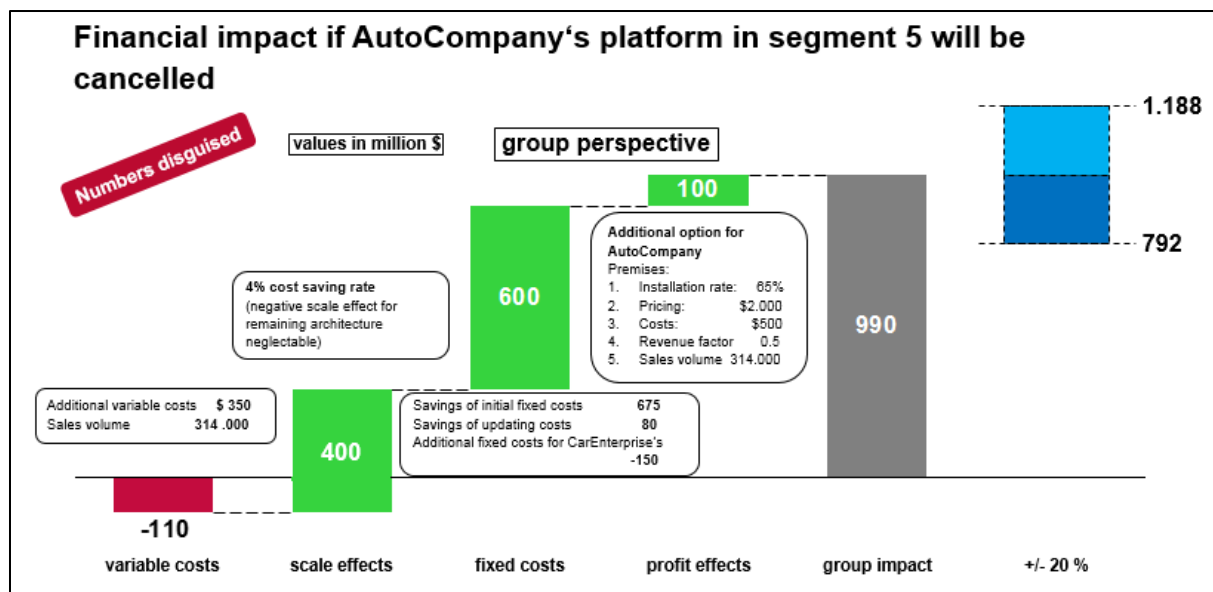 Financial impact if AutoCompany‘s platform in segment 5 will be
cancelled
Numbers disguised
values in million $
group perspective
1.188
792
100
Additional option for
AutoCompany
Premises:
1. Installation rate: 65%
2. Pricing: $2.000
3. Costs: $500
4. Revenue factor 0.5
5. Sales volume 314.000
4% cost saving rate
(negative scale effect for
remaining architecture
neglectable)
600
990
Additional variable costs $ 350
Sales volume 314 .000
400
Savings of initial fixed costs 675
Savings of updating costs 80
Additional fixed costs for CarEnterprise's
-150
-110
variable costs
scale effects
fixed costs
profit effects
group impact
+/- 20 %